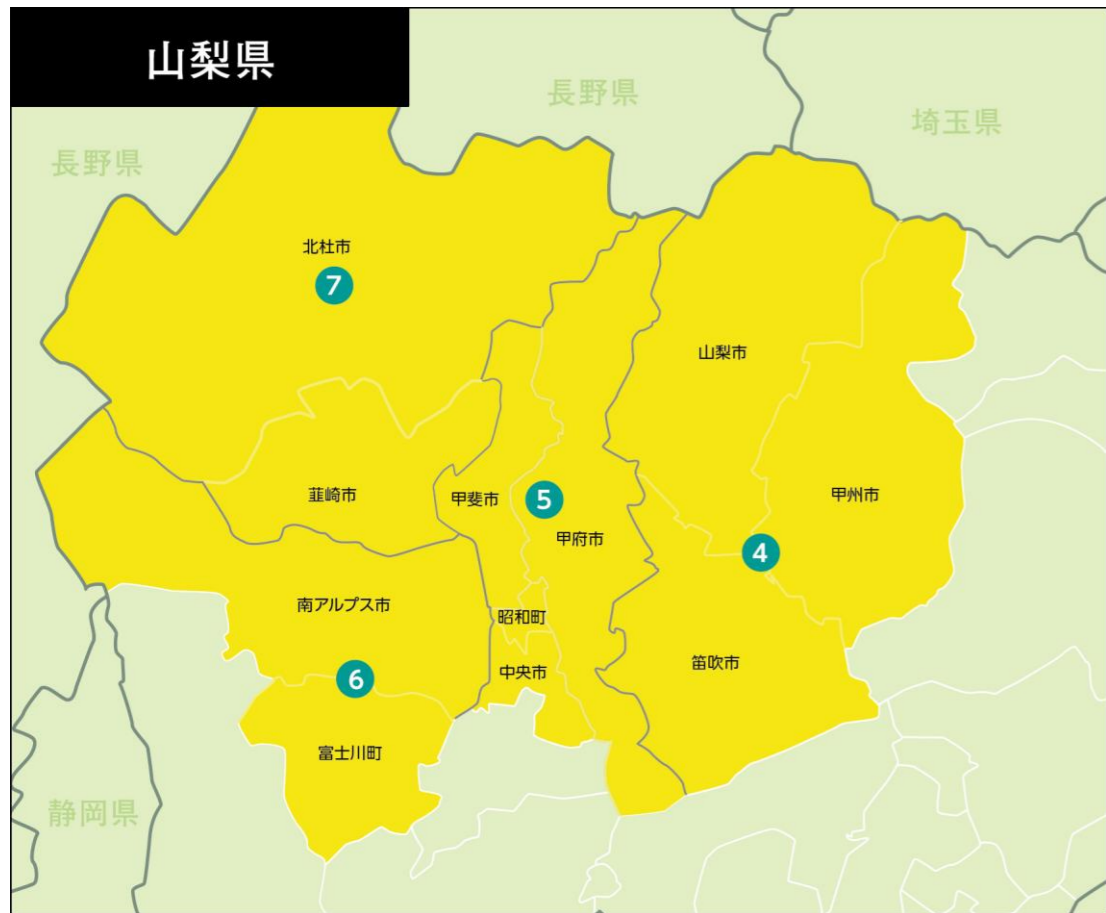 山梨県
長野県
埼玉県
長野県
北杜市
7
山梨市
韮崎市
甲斐市
5
甲州市
甲府市
4
南アルプス市
昭和町
笛吹市
中央市
6
富士川町
静岡県